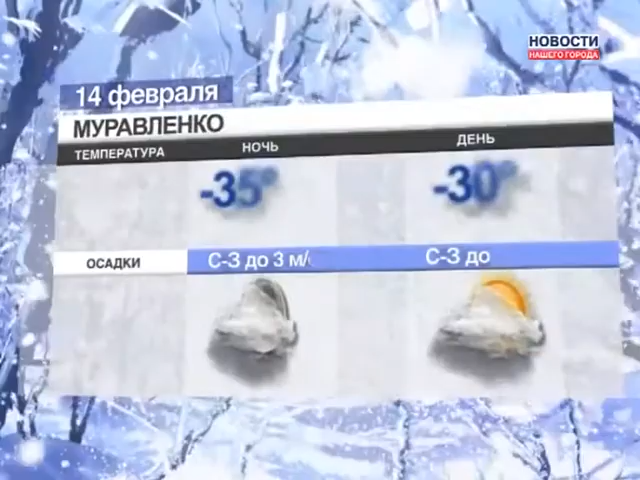 НОВОСТИ
НАШЕГО ГОРОДА
14 февраля
МУРАВЛЕНКО
ТЕМПЕРАТУРА НОЧЬ ДЕНЬ
-35° -30°
ОСАДКИ С-З до 3 м/с С-З до